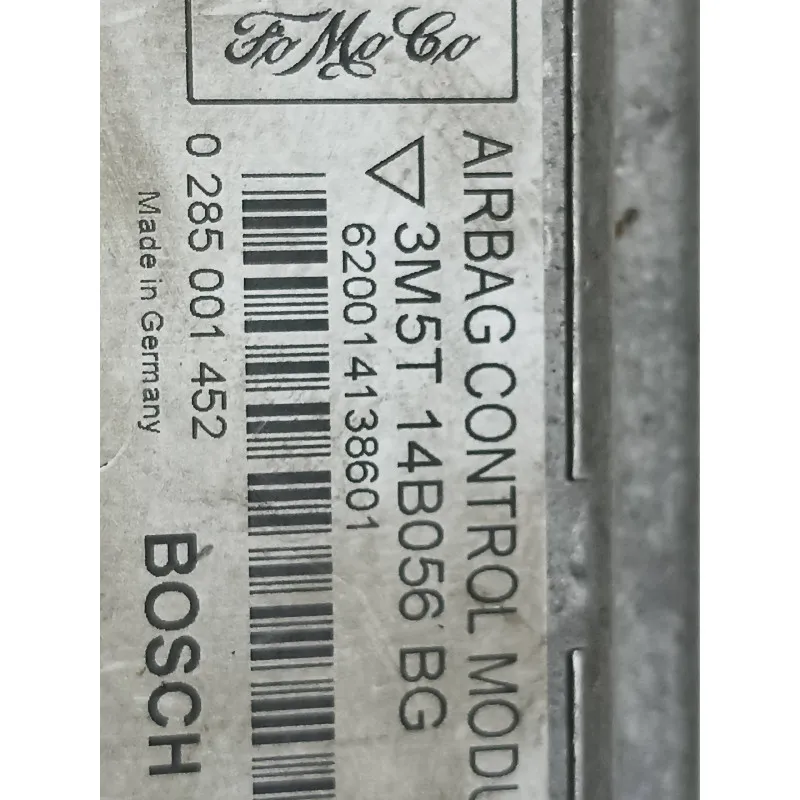 FoMoCo
AIRBAG CONTROL MODU
3M5T 14B056 BG
620014138601
0 285 001 452
Made in Germany
BOSCH